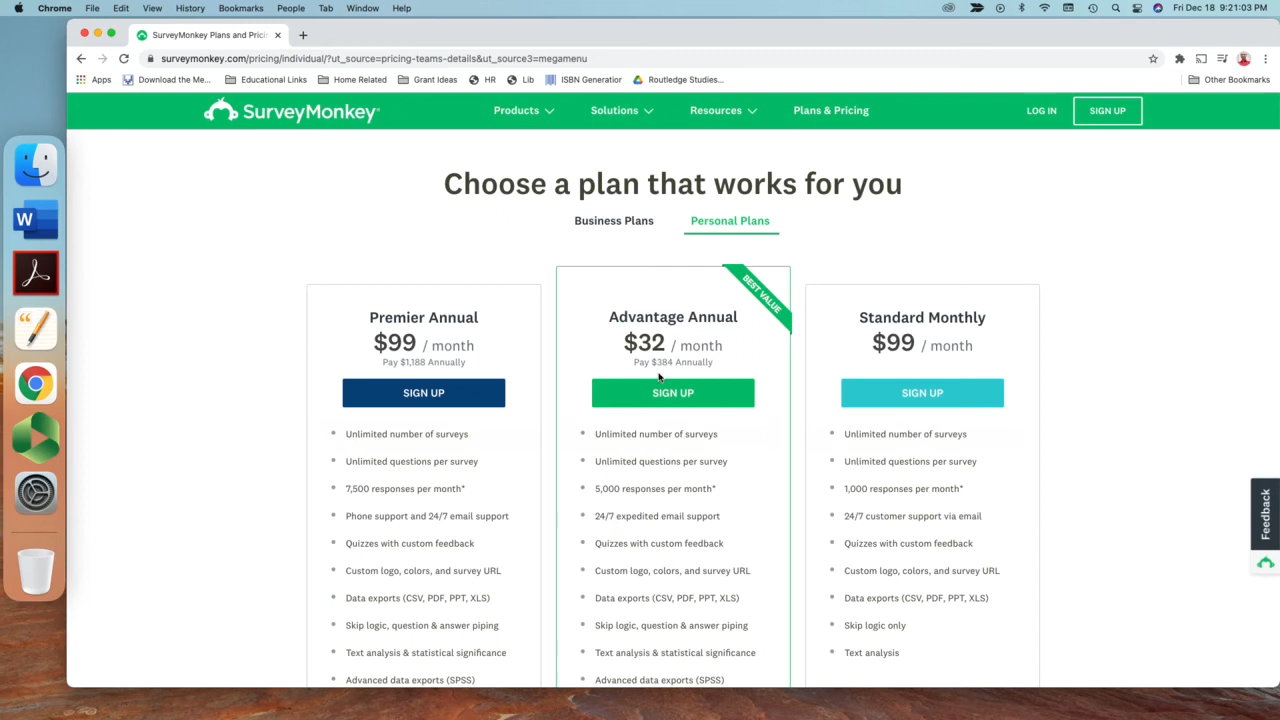 Chrome File Edit View History Bookmarks People Tab Window Help Fri Dec 18 9:21:03 PM
SurveyMonkey Plans and Pricin
surveymonkey.com/pricing/individual/?ut_source=pricing-teams-details&ut_source3=megamenu
Apps Download the Me... Educational Links Home Related Grant Ideas HR Lib ISBN Generatior Routledge Studies... Other Bookmarks
SurveyMonkey Products Solutions Resources Plans & Pricing LOG IN SIGN UP
Choose a plan that works for you
Business Plans Personal Plans
BEST VALUE
Premier Annual
$99 / month
Pay $1,188 Annually
SIGN UP
Unlimited number of surveys
Unlimited questions per survey
7,500 responses per month*
Phone support and 24/7 email support
Quizzes with custom feedback
Custom logo, colors, and survey URL
Data exports (CSV, PDF, PPT, XLS)
Skip logic, question & answer piping
Text analysis & statistical significance
Advanced data exports (SPSS)
Advantage Annual
$32 / month
Pay $384 Annually
SIGN UP
Unlimited number of surveys
Unlimited questions per survey
5,000 responses per month*
24/7 expedited email support
Quizzes with custom feedback
Custom logo, colors, and survey URL
Data exports (CSV, PDF, PPT, XLS)
Skip logic, question & answer piping
Text analysis & statistical significance
Advanced data exports (SPSS)
Standard Monthly
$99 / month
SIGN UP
Unlimited number of surveys
Unlimited questions per survey
1,000 responses per month*
24/7 customer support via email
Quizzes with custom feedback
Custom logo, colors, and survey URL
Data exports (CSV, PDF, PPT, XLS)
Skip logic only
Text analysis
Feedback
W